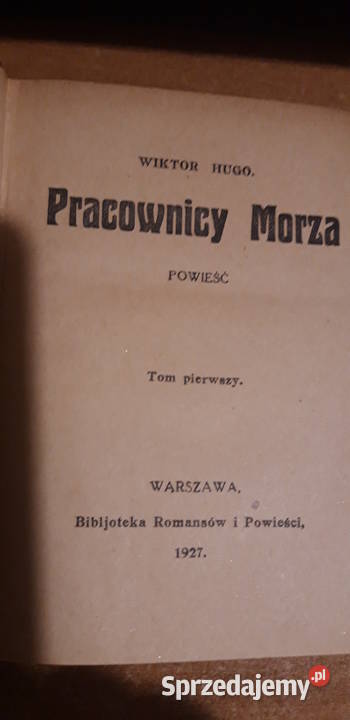 WIKTOR HUGO.
Pracownicy Morza
POWIEŚĆ
Tom pierwszy.
WARSZAWA,
Bibljoteka Romansów i Powieści,
1927.
Sprzedajemy.pl